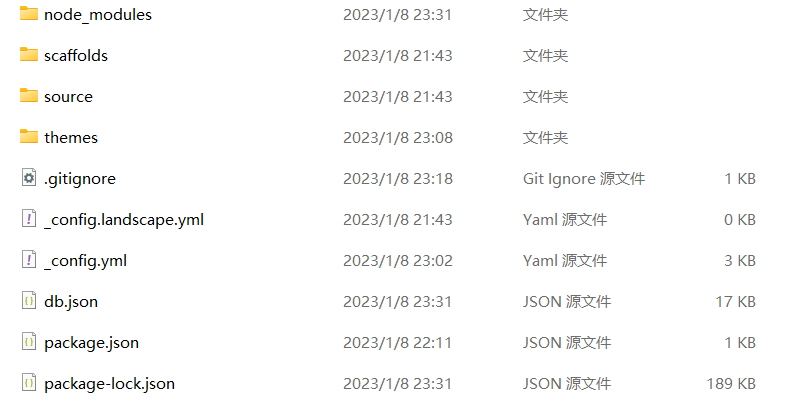 node_modules 2023/1/8 23:31 文件夹
scaffolds 2023/1/8 21:43 文件夹
source 2023/1/8 21:43 文件夹
themes 2023/1/8 23:08 文件夹
.gitignore 2023/1/8 23:18 Git Ignore 源文件 1 KB
_config.landscape.yml 2023/1/8 21:43 Yaml 源文件 0 KB
_config.yml 2023/1/8 23:02 Yaml 源文件 3 KB
db.json 2023/1/8 23:31 JSON 源文件 17 KB
package.json 2023/1/8 22:11 JSON 源文件 1 KB
package-lock.json 2023/1/8 23:31 JSON 源文件 189 KB